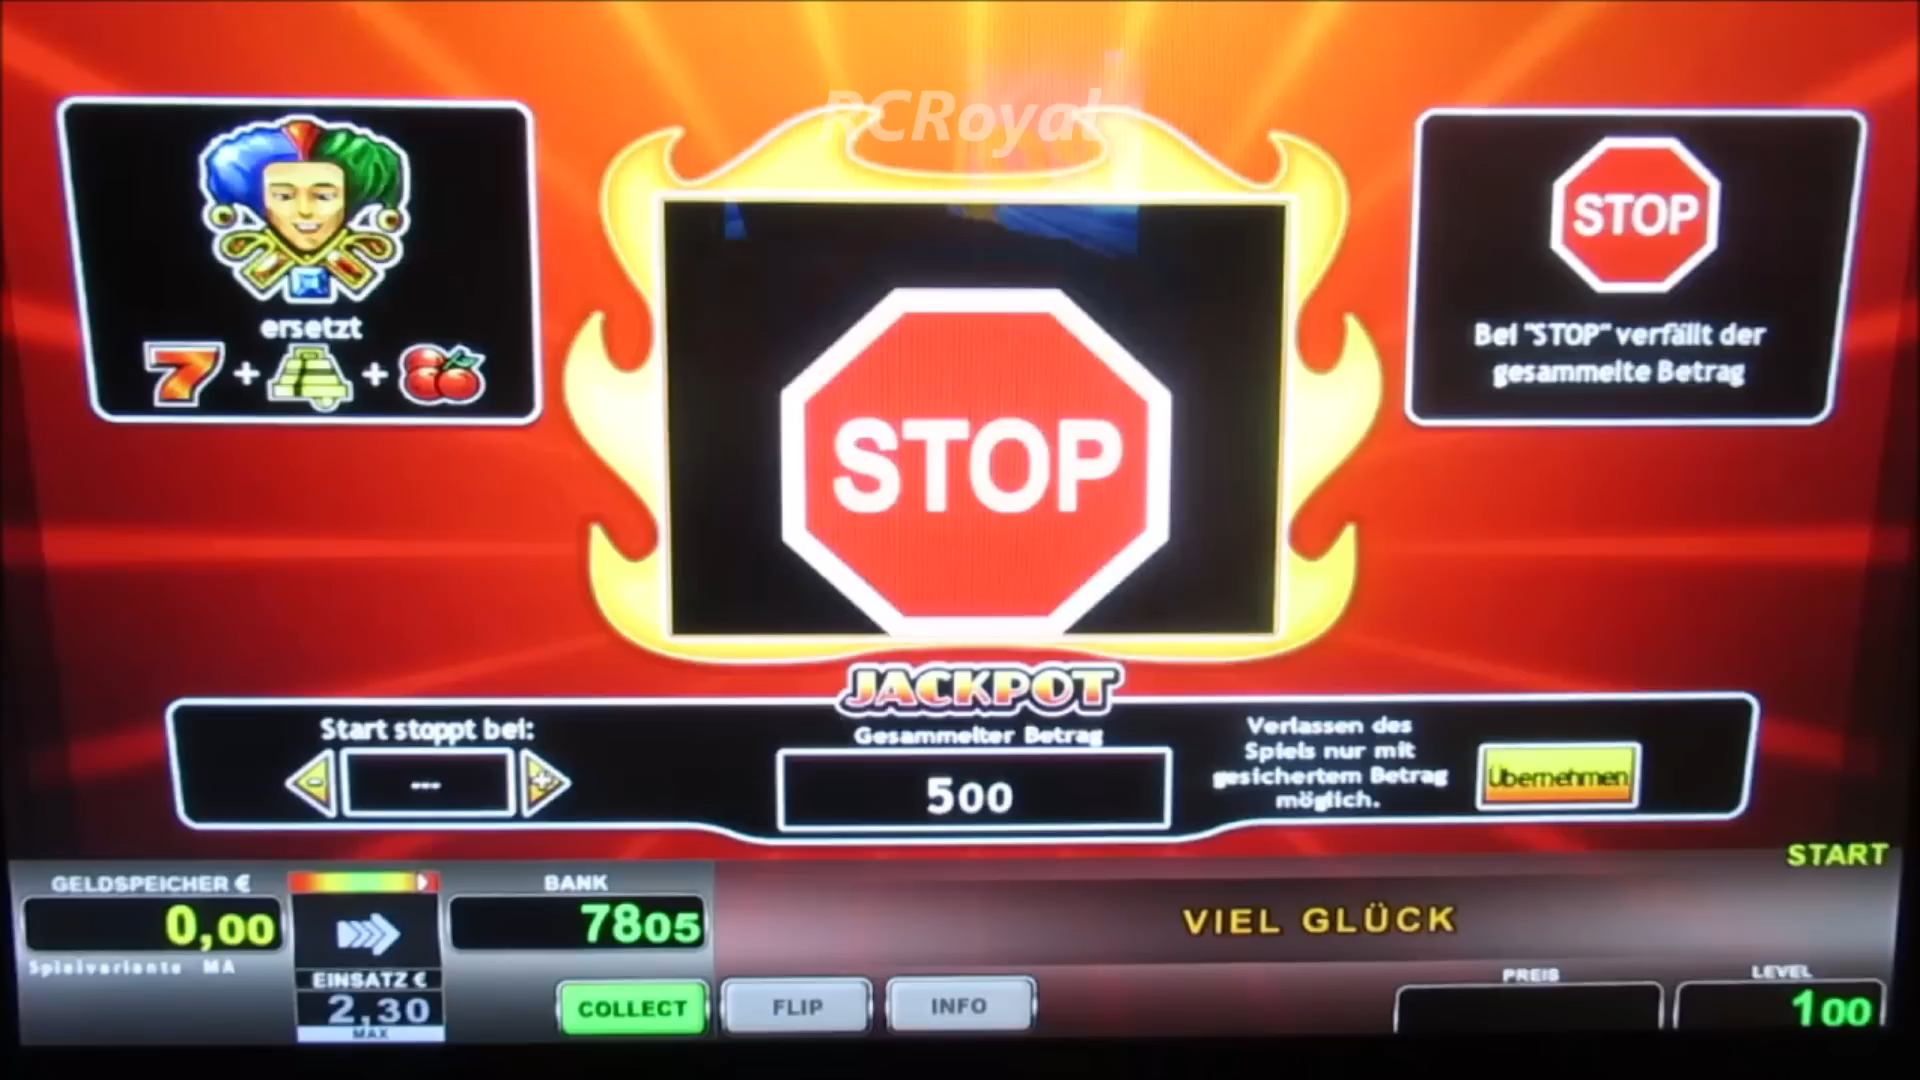 RCRoyal
ersetzt
7 + +
STOP
STOP
Bei "STOP" verfällt der
gesammelte Betrag
JACKPOT
Start stoppt bei:
- --- +
Gesammelter Betrag
500
Verlassen des
Spiels nur mit
gesichertem Betrag
möglich.
Übernehmen
START
GELDSPEICHER €
0,00
Spielvariante MA
EINSATZ €
2,30
MAX
BANK
7805
VIEL GLÜCK
COLLECT
FLIP
INFO
PREIS
LEVEL
100